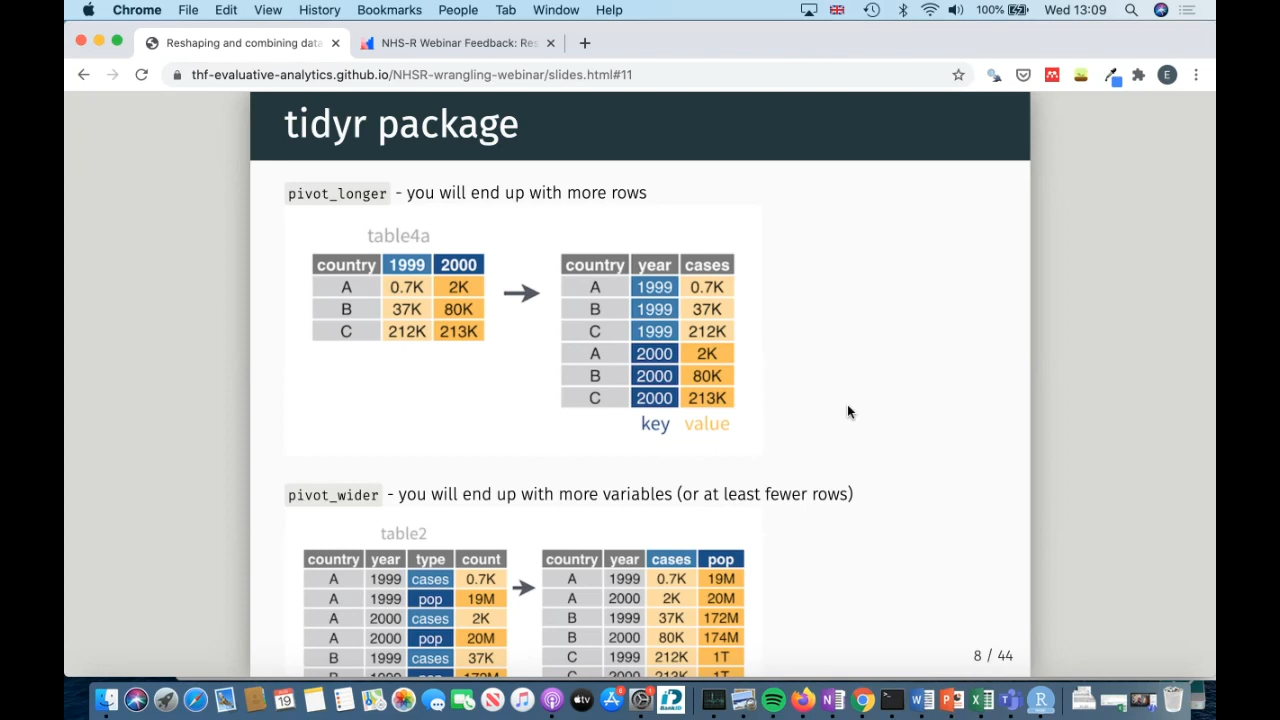 Chrome File Edit View History Bookmarks People Tab Window Help 100% Wed 13:09
Reshaping and combining data NHS-R Webinar Feedback: Res
thf-evaluative-analytics.github.io/NHSR-wrangling-webinar/slides.html#11 E
tidyr package
pivot_longer - you will end up with more rows
table4a
country 1999 2000
A 0.7K 2K
B 37K 80K
C 212K 213K
country year cases
A 1999 0.7K
B 1999 37K
C 1999 212K
A 2000 2K
B 2000 80K
C 2000 213K
key value
pivot_wider - you will end up with more variables (or at least fewer rows)
table2
country year type count
A 1999 cases 0.7K
A 1999 pop 19M
A 2000 cases 2K
A 2000 pop 20M
B 1999 cases 37K
country year cases pop
A 1999 0.7K 19M
A 2000 2K 20M
B 1999 37K 172M
B 2000 80K 174M
C 1999 212K 1T
8 / 44